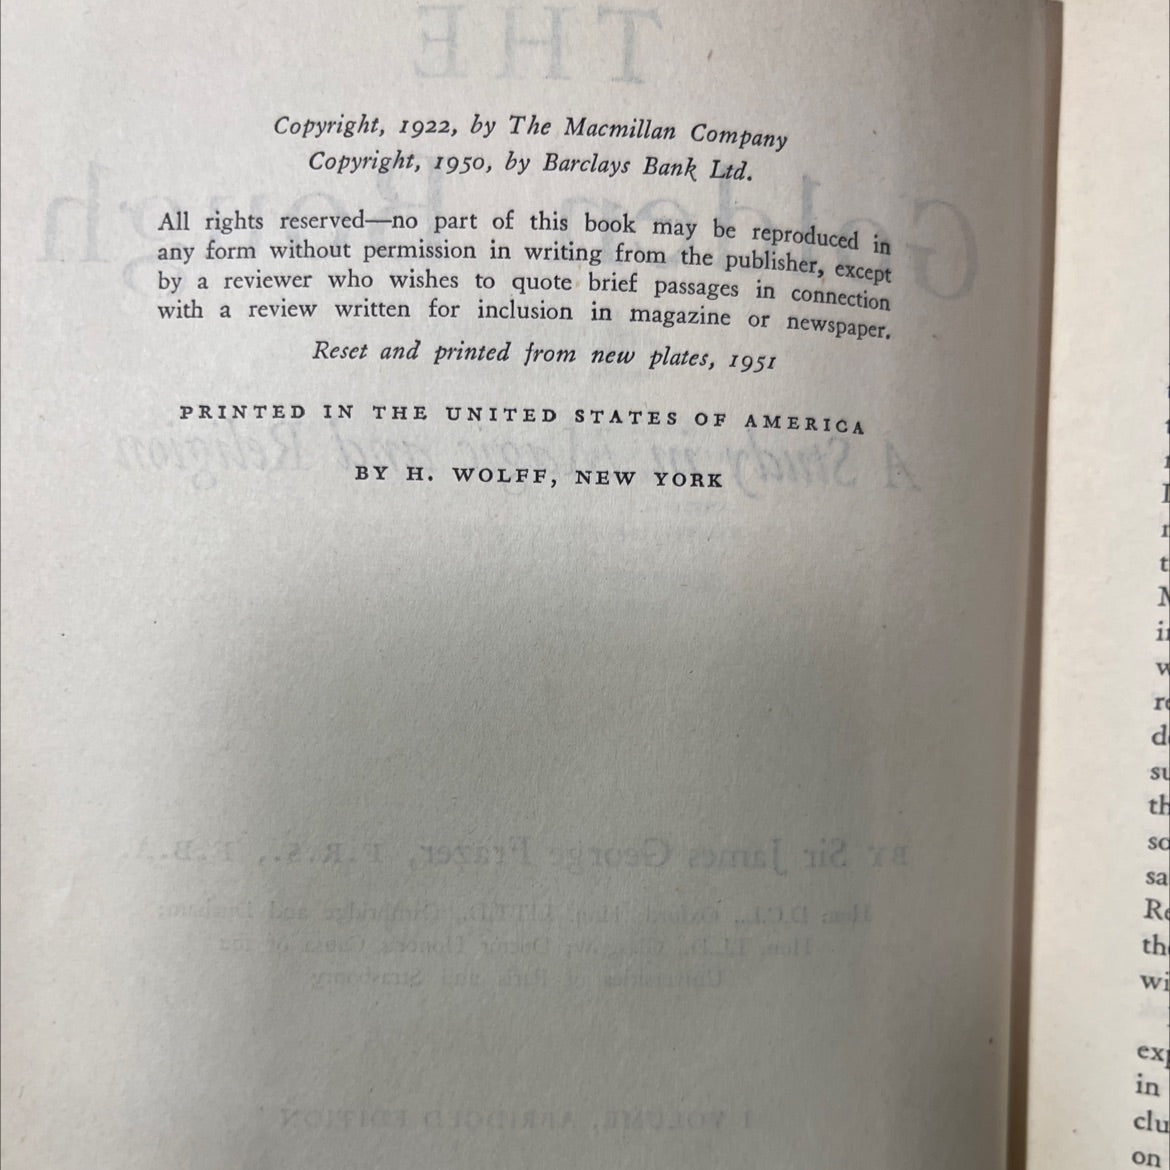 Copyright, 1922, by The Macmillan Company
Copyright, 1950, by Barclays Bank Ltd.
All rights reserved—no part of this book may be reproduced in
any form without permission in writing from the publisher, except
by a reviewer who wishes to quote brief passages in connection
with a review written for inclusion in magazine or newspaper.
Reset and printed from new plates, 1951
PRINTED IN THE UNITED STATES OF AMERICA
BY H. WOLFF, NEW YORK